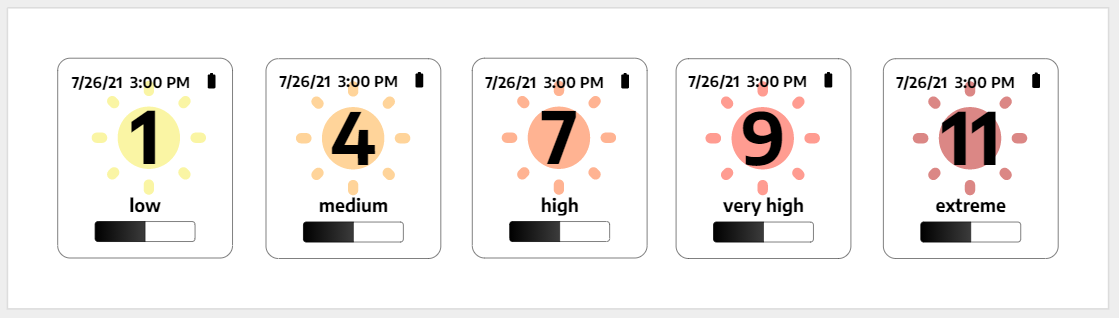 7/26/21 3:00 PM
1
low
7/26/21 3:00 PM
4
medium
7/26/21 3:00 PM
7
high
7/26/21 3:00 PM
9
very high
7/26/21 3:00 PM
11
extreme